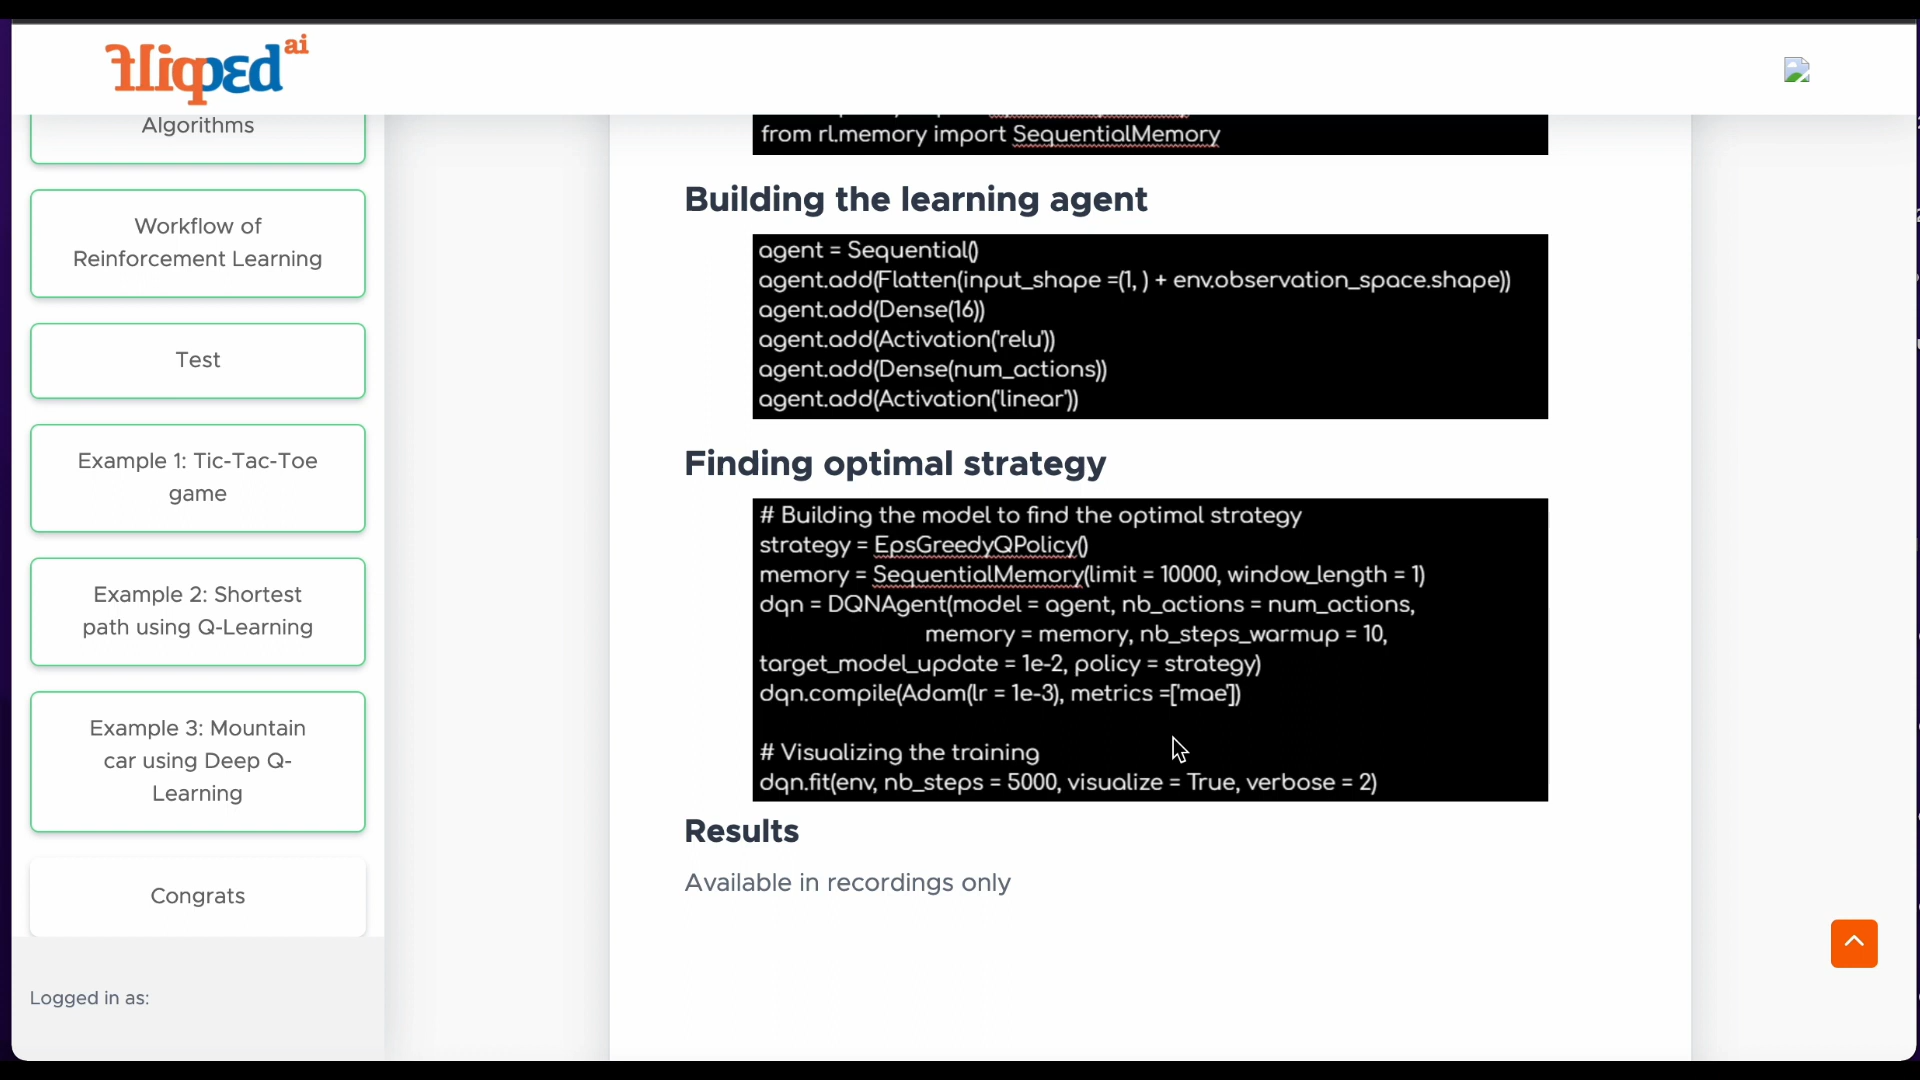 fliqped ai
Algorithms
Workflow of
Reinforcement Learning
Test
Example 1: Tic-Tac-Toe
game
Example 2: Shortest
path using Q-Learning
Example 3: Mountain
car using Deep Q-
Learning
Congrats
Logged in as:
from rl.memory import SequentialMemory
Building the learning agent
agent = Sequential()
agent.add(Flatten(input_shape =(1, ) + env.observation_space.shape))
agent.add(Dense(16))
agent.add(Activation('relu'))
agent.add(Dense(num_actions))
agent.add(Activation('linear'))
Finding optimal strategy
# Building the model to find the optimal strategy
strategy = EpsGreedyQPolicy()
memory = SequentialMemory(limit = 10000, window_length = 1)
dqn = DQNAgent(model = agent, nb_actions = num_actions,
memory = memory, nb_steps_warmup = 10,
target_model_update = 1e-2, policy = strategy)
dqn.compile(Adam(lr = 1e-3), metrics =['mae'])
# Visualizing the training
dqn.fit(env, nb_steps = 5000, visualize = True, verbose = 2)
Results
Available in recordings only